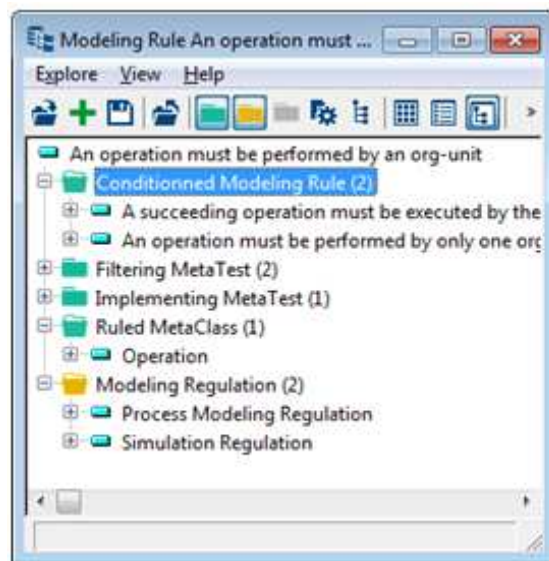 Modeling Rule An operation must ...
Explore View Help
An operation must be performed by an org-unit
Conditionned Modeling Rule (2)
A succeeding operation must be executed by the
An operation must be performed by only one org
Filtering MetaTest (2)
Implementing MetaTest (1)
Ruled MetaClass (1)
Operation
Modeling Regulation (2)
Process Modeling Regulation
Simulation Regulation